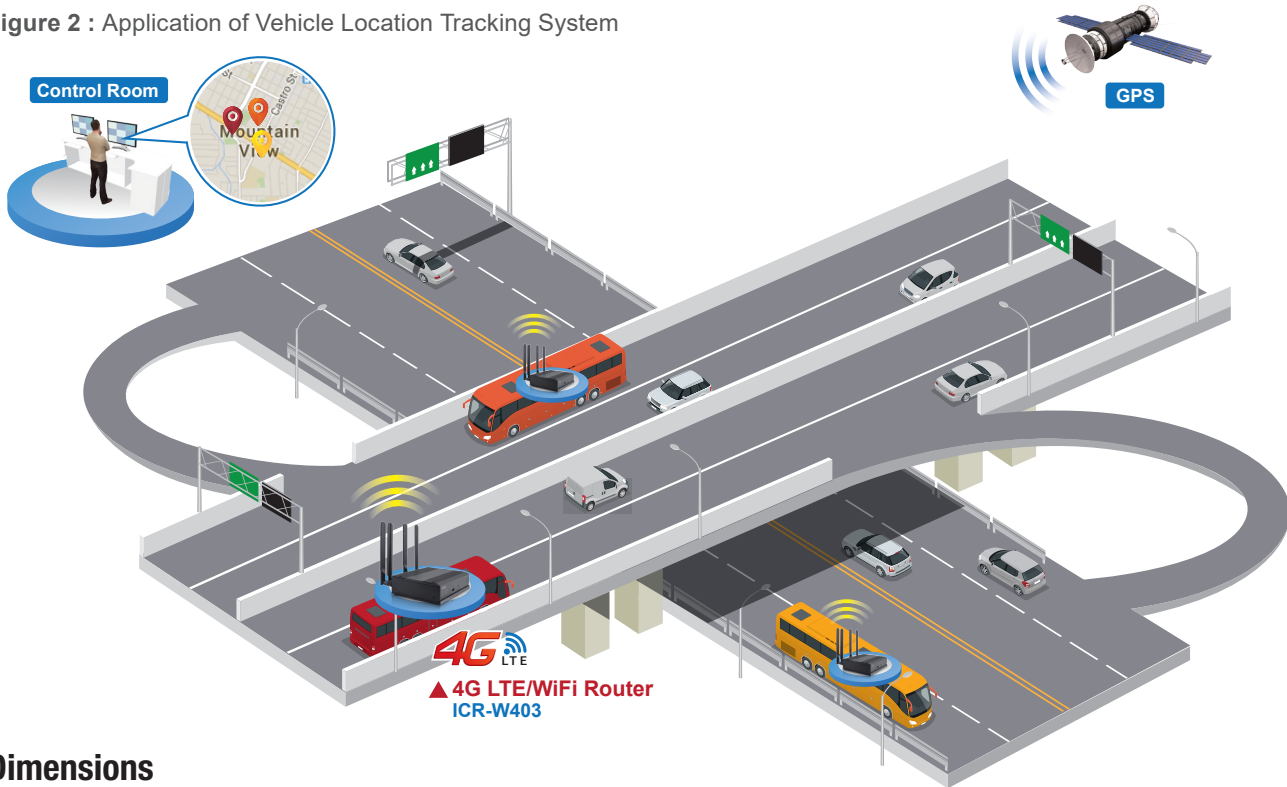 igure 2 : Application of Vehicle Location Tracking System
Control Room
GPS
Castro St
Mountain
View
4G
LTE
▲ 4G LTE/WiFi Router
ICR-W403
Dimensions